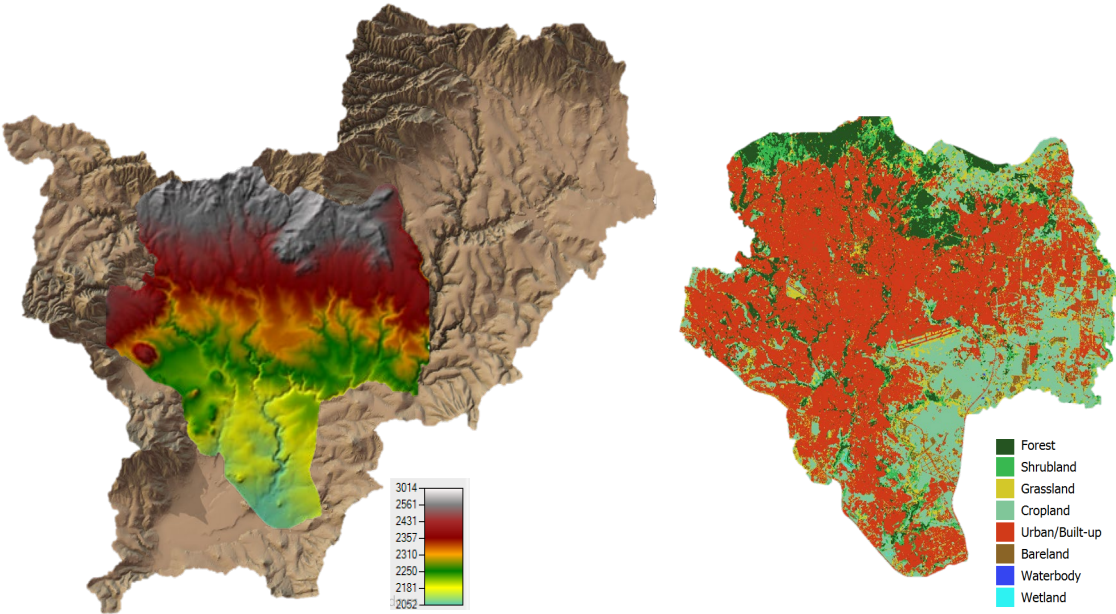 3014
2561
2431
2357
2310
2250
2181
2052
Forest
Shrubland
Grassland
Cropland
Urban/Built-up
Bareland
Waterbody
Wetland